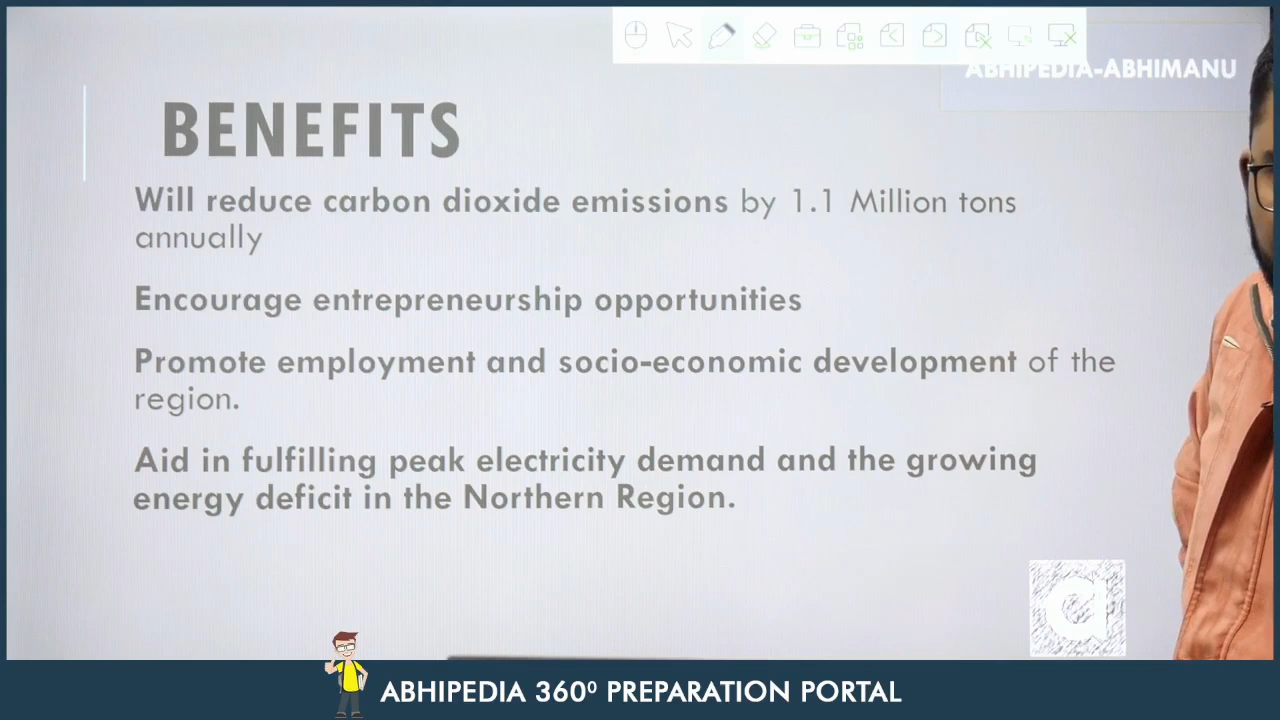 ABHIPEDIA-ABHIMANU
BENEFITS
Will reduce carbon dioxide emissions by 1.1 Million tons
annually
Encourage entrepreneurship opportunities
Promote employment and socio-economic development of the
region.
Aid in fulfilling peak electricity demand and the growing
energy deficit in the Northern Region.
a
ABHIPEDIA 360⁰ PREPARATION PORTAL